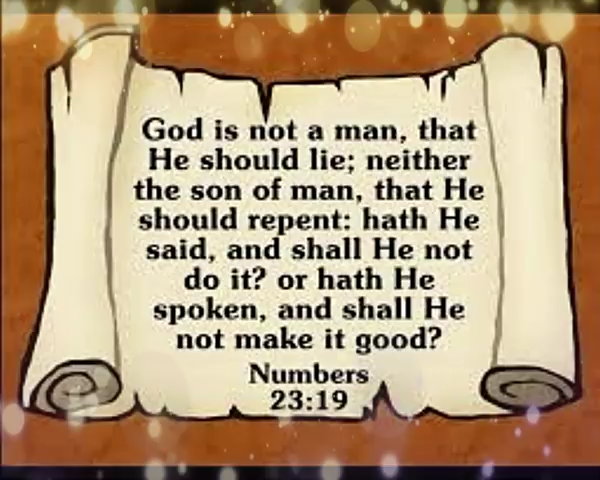 God is not a man, that
He should lie; neither
the son of man, that He
should repent: hath He
said, and shall He not
do it? or hath He
spoken, and shall He
not make it good?
Numbers
23:19